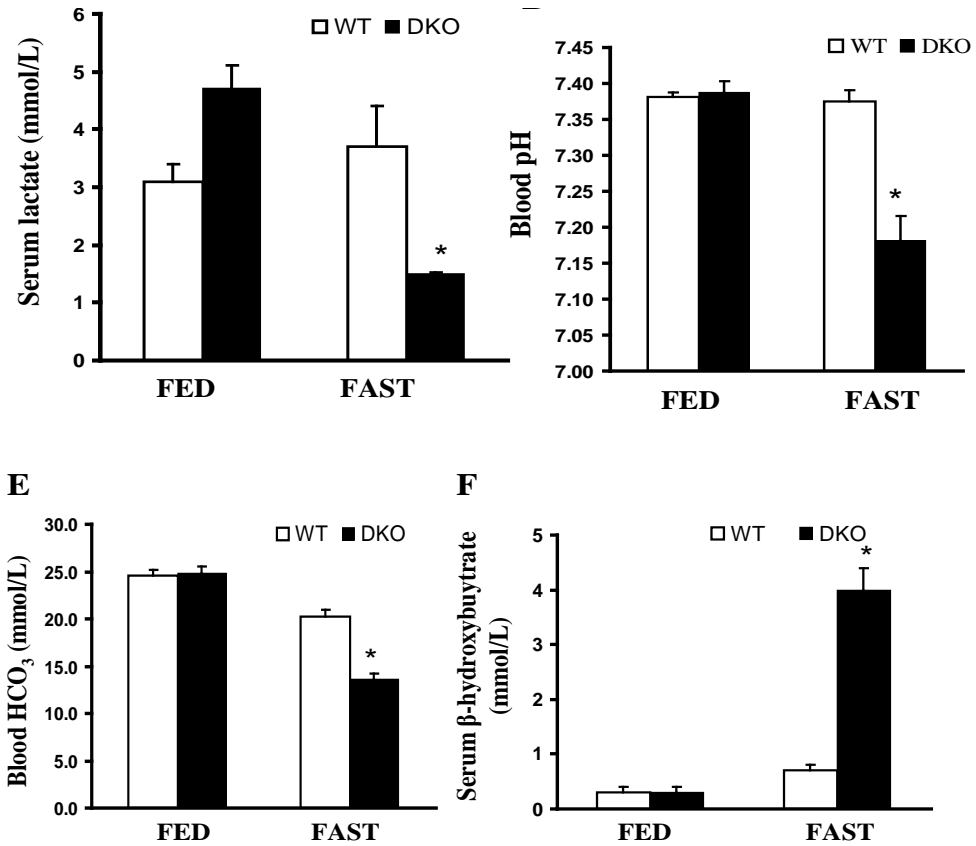 6
5
4
3
2
1
0
Serum lactate (mmol/L)
WT DKO
*
FED FAST
7.45
7.40
7.35
7.30
7.25
7.20
7.15
7.10
7.05
7.00
Blood pH
WT DKO
*
FED FAST
E
30.0
25.0
20.0
15.0
10.0
5.0
0.0
Blood HCO3 (mmol/L)
WT DKO
*
FED FAST
F
5
4
3
2
1
0
Serum β-hydroxybuytrate
(mmol/L)
WT DKO
*
FED FAST